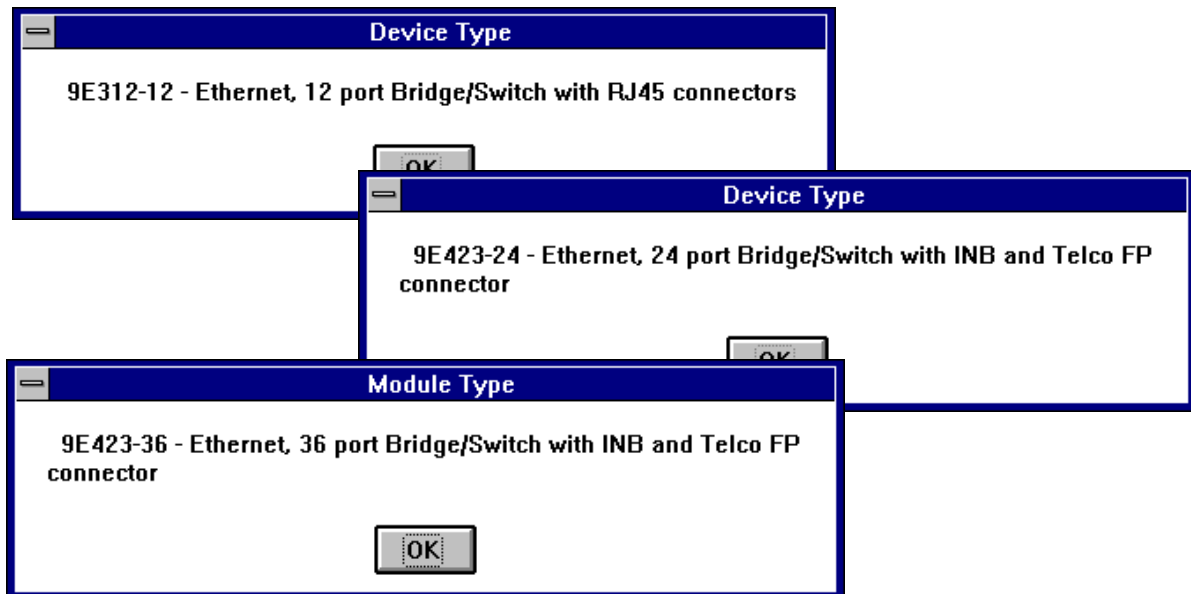 Device Type
9E312-12 - Ethernet, 12 port Bridge/Switch with RJ45 connectors
OK
Device Type
9E423-24 - Ethernet, 24 port Bridge/Switch with INB and Telco FP
connector
OK
Module Type
9E423-36 - Ethernet, 36 port Bridge/Switch with INB and Telco FP
connector
OK